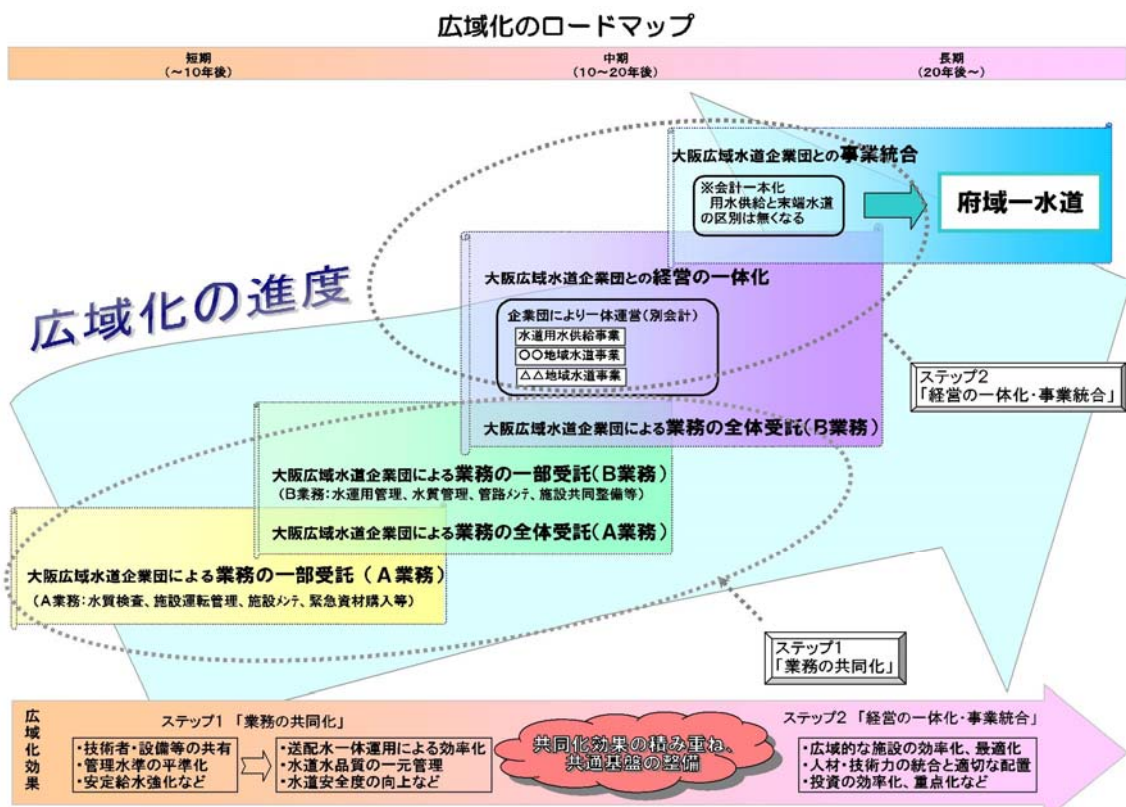 広域化のロードマップ
短期
(～10年後)
中期
(10～20年後)
長期
(20年後～)
大阪広域水道企業団との事業統合
※会計一本化
用水供給と末端水道
の区別は無くなる
府域一水道
大阪広域水道企業団との経営の一体化
企業団により一体運営(別会計)
水道用水供給事業
〇〇地域水道事業
△△地域水道事業
大阪広域水道企業団による業務の全体受託(B業務)
広域化の進度
ステップ2
「経営の一体化・事業統合」
大阪広域水道企業団による業務の一部受託(B業務)
(B業務:水運用管理、水質管理、管路ﾒﾝﾃ、施設共同整備等)
大阪広域水道企業団による業務の全体受託(A業務)
大阪広域水道企業団による業務の一部受託(A業務)
(A業務:水質検査、施設運転管理、施設ﾒﾝﾃ、緊急資材購入等)
ステップ1
「業務の共同化」
広域化効果
ステップ1 「業務の共同化」
・技術者・設備等の共有
・管理水準の平準化
・安定給水強化など
・送配水一体運用による効率化
・水道水品質の一元管理
・水道安全度の向上など
共同化効果の積み重ね、
共通基盤の整備
ステップ2 「経営の一体化・事業統合」
・広域的な施設の効率化、最適化
・人材・技術力の統合と適切な配置
・投資の効率化、重点化など